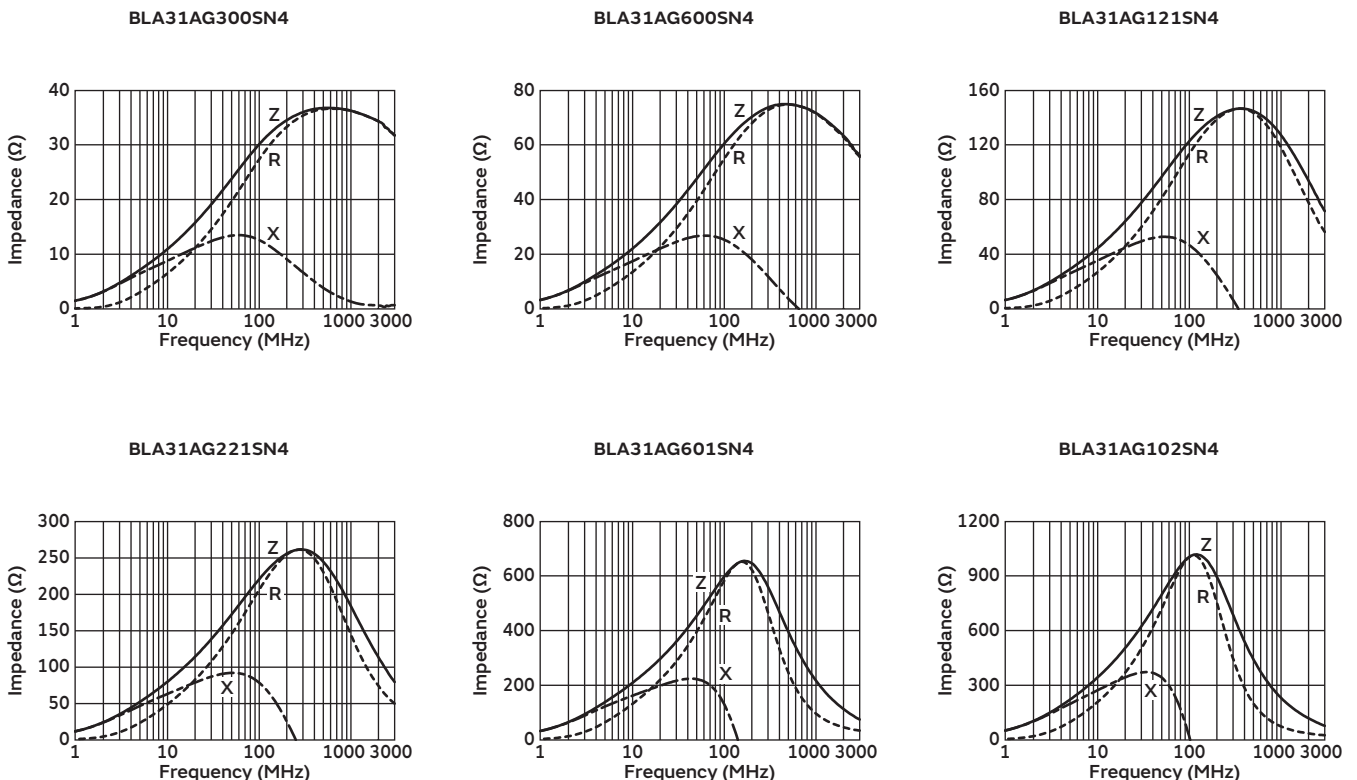 BLA31AG300SN4
BLA31AG600SN4
BLA31AG121SN4
Impedance (Ω)
40
30
20
10
0
Z
R
X
1
10
100
1000
3000
Frequency (MHz)
Impedance (Ω)
80
60
40
20
0
Z
R
X
1
10
100
1000
3000
Frequency (MHz)
Impedance (Ω)
160
120
80
40
0
Z
R
X
1
10
100
1000
3000
Frequency (MHz)
BLA31AG221SN4
BLA31AG601SN4
BLA31AG102SN4
Impedance (Ω)
300
250
200
150
100
50
0
Z
R
X
1
10
100
1000
3000
Frequency (MHz)
Impedance (Ω)
800
600
400
200
0
Z
R
X
1
10
100
1000
3000
Frequency (MHz)
Impedance (Ω)
1200
900
600
300
0
Z
R
X
1
10
100
1000
3000
Frequency (MHz)